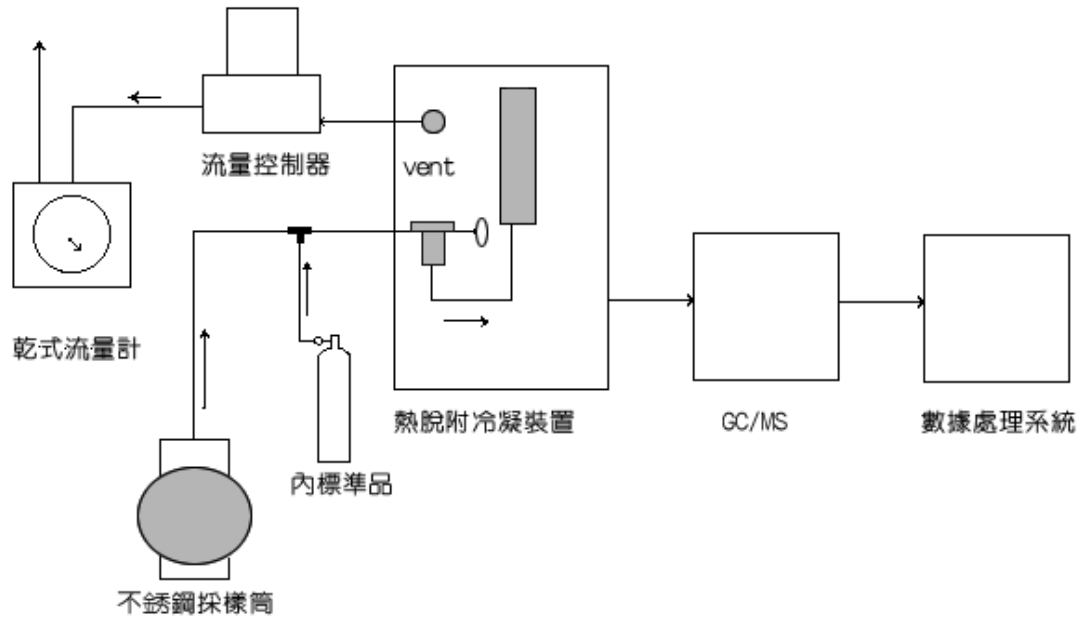 流量控制器
vent
乾式流量計
熱脫附冷凝裝置
GC/MS
數據處理系統
內標準品
不銹鋼採樣筒